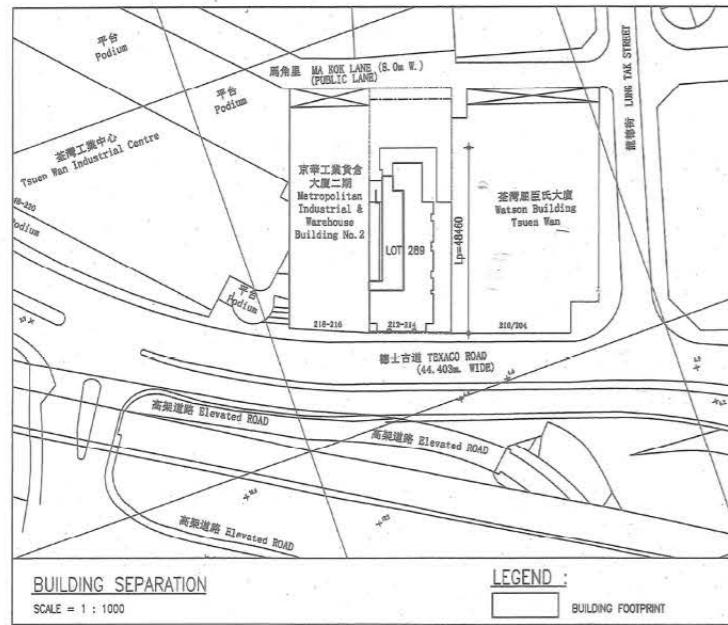 平台
Podium
馬角里 MA KOK LANE (8.0m W.)
(PUBLIC LANE)
龍德街 LUNG TAK STREET
平台
Podium
荃灣工業中心
Tsuen Wan Industrial Centre
京華工業貨倉
大廈二期
Metropolitan
Industrial &
Warehouse
Building No.2
荃灣屈臣氏大廈
Watson Building
Tsuen Wan
LOT 289
Lp=48460
Podium
平台
Podium
212-214
210/204
德士古道 TEXACO ROAD
(44.403m. WIDE)
高架道路 Elevated ROAD
高架道路 Elevated ROAD
高架道路 Elevated ROAD
BUILDING SEPARATION
SCALE = 1 : 1000
LEGEND :
BUILDING FOOTPRINT